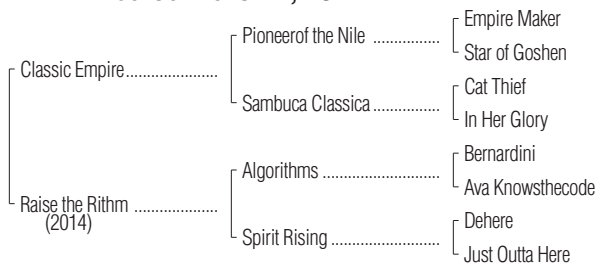 Pioneerof the Nile ................ Empire Maker
Star of Goshen
Classic Empire......................
Sambuca Classica ................ Cat Thief
In Her Glory
Algorithms ............................ Bernardini
Ava Knowsthecode
Raise the Rithm ....................
(2014)
Spirit Rising.......................... Dehere
Just Outta Here